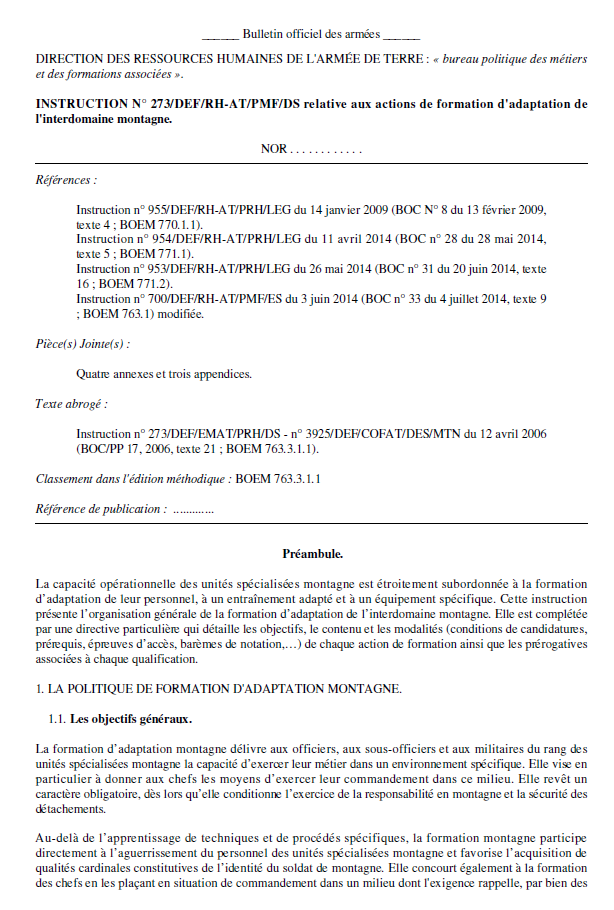 ______ Bulletin officiel des armées ______
DIRECTION DES RESSOURCES HUMAINES DE L'ARMÉE DE TERRE : « bureau politique des métiers
et des formations associées ».
INSTRUCTION N° 273/DEF/RH-AT/PMF/DS relative aux actions de formation d'adaptation de
l'interdomaine montagne.
NOR . . . . . . . . . . . .
Références :
Instruction n° 955/DEF/RH-AT/PRH/LEG du 14 janvier 2009 (BOC N° 8 du 13 février 2009,
texte 4 ; BOEM 770.1.1).
Instruction n° 954/DEF/RH-AT/PRH/LEG du 11 avril 2014 (BOC n° 28 du 28 mai 2014,
texte 5 ; BOEM 771.1).
Instruction n° 953/DEF/RH-AT/PRH/LEG du 26 mai 2014 (BOC n° 31 du 20 juin 2014, texte
16 ; BOEM 771.2).
Instruction n° 700/DEF/RH-AT/PMF/ES du 3 juin 2014 (BOC n° 33 du 4 juillet 2014, texte 9
; BOEM 763.1) modifiée.
Pièce(s) Jointe(s) :
Quatre annexes et trois appendices.
Texte abrogé :
Instruction n° 273/DEF/EMAT/PRH/DS - n° 3925/DEF/COFAT/DES/MTN du 12 avril 2006
(BOC/PP 17, 2006, texte 21 ; BOEM 763.3.1.1).
Classement dans l'édition méthodique : BOEM 763.3.1.1
Référence de publication : .............
Préambule.
La capacité opérationnelle des unités spécialisées montagne est étroitement subordonnée à la formation
d’adaptation de leur personnel, à un entraînement adapté et à un équipement spécifique. Cette instruction
présente l’organisation générale de la formation d’adaptation de l’interdomaine montagne. Elle est complétée
par une directive particulière qui détaille les objectifs, le contenu et les modalités (conditions de candidatures,
prérequis, épreuves d’accès, barèmes de notation,…) de chaque action de formation ainsi que les prérogatives
associées à chaque qualification.
1. LA POLITIQUE DE FORMATION D'ADAPTATION MONTAGNE.
1.1. Les objectifs généraux.
La formation d’adaptation montagne délivre aux officiers, aux sous-officiers et aux militaires du rang des
unités spécialisées montagne la capacité d’exercer leur métier dans un environnement spécifique. Elle vise en
particulier à donner aux chefs les moyens d’exercer leur commandement dans ce milieu. Elle revêt un
caractère obligatoire, dès lors qu’elle conditionne l’exercice de la responsabilité en montagne et la sécurité des
détachements.
Au-delà de l’apprentissage de techniques et de procédés spécifiques, la formation montagne participe
directement à l’aguerrissement du personnel des unités spécialisées montagne et favorise l’acquisition de
qualités cardinales constitutives de l’identité du soldat de montagne. Elle concourt également à la formation
des chefs en les plaçant en situation de commandement dans un milieu dont l'exigence rappelle, par bien des